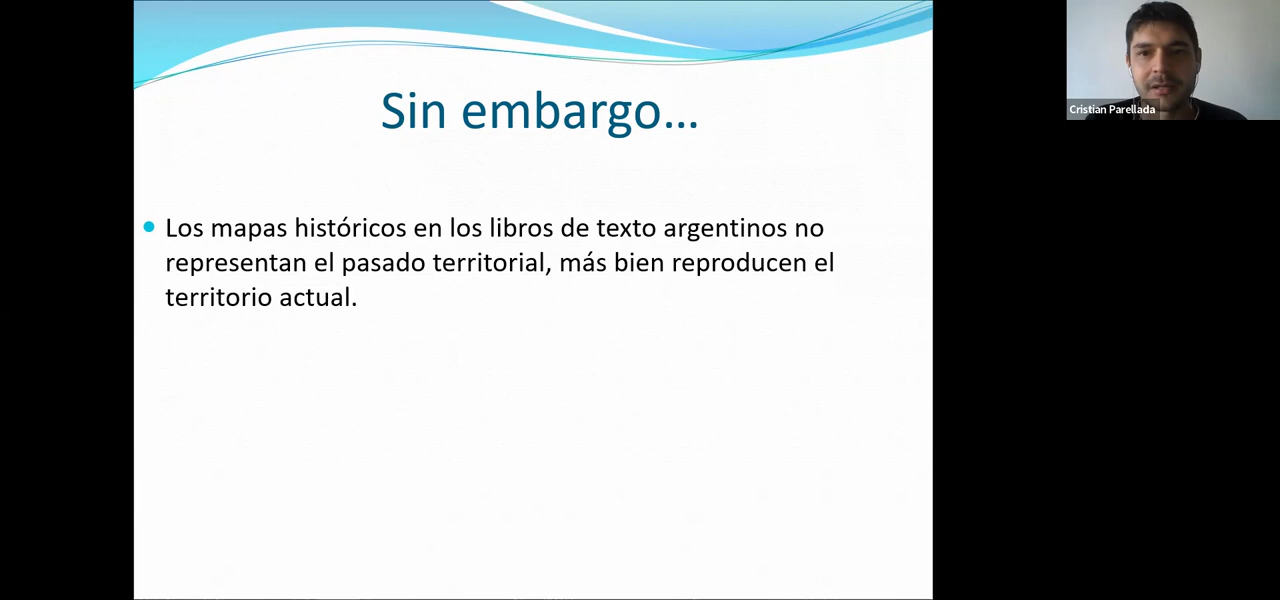 Sin embargo...
Los mapas históricos en los libros de texto argentinos no
representan el pasado territorial, más bien reproducen el
territorio actual.
Cristian Parellada